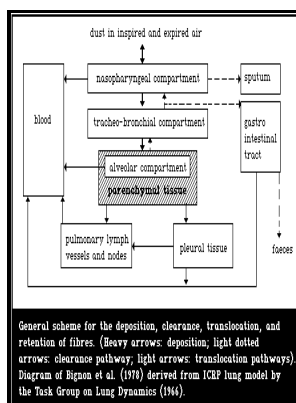 dust in inspired and expired air
nasopharyngeal compartment
sputum
blood
tracheo-bronchial compartment
gastro
intestinal
tract
alveolar compartment
parenchymal tissue
pulmonary lymph
vessels and nodes
pleural tissue
faeces
General scheme for the deposition, clearance, translocation, and
retention of fibres. (Heavy arrows: deposition; light dotted
arrows: clearance pathway; light arrows: translocation pathways).
Diagram of Bignon et al. (1978) derived from ICRP lung model by
the Task Group on Lung Dynamics (1966).